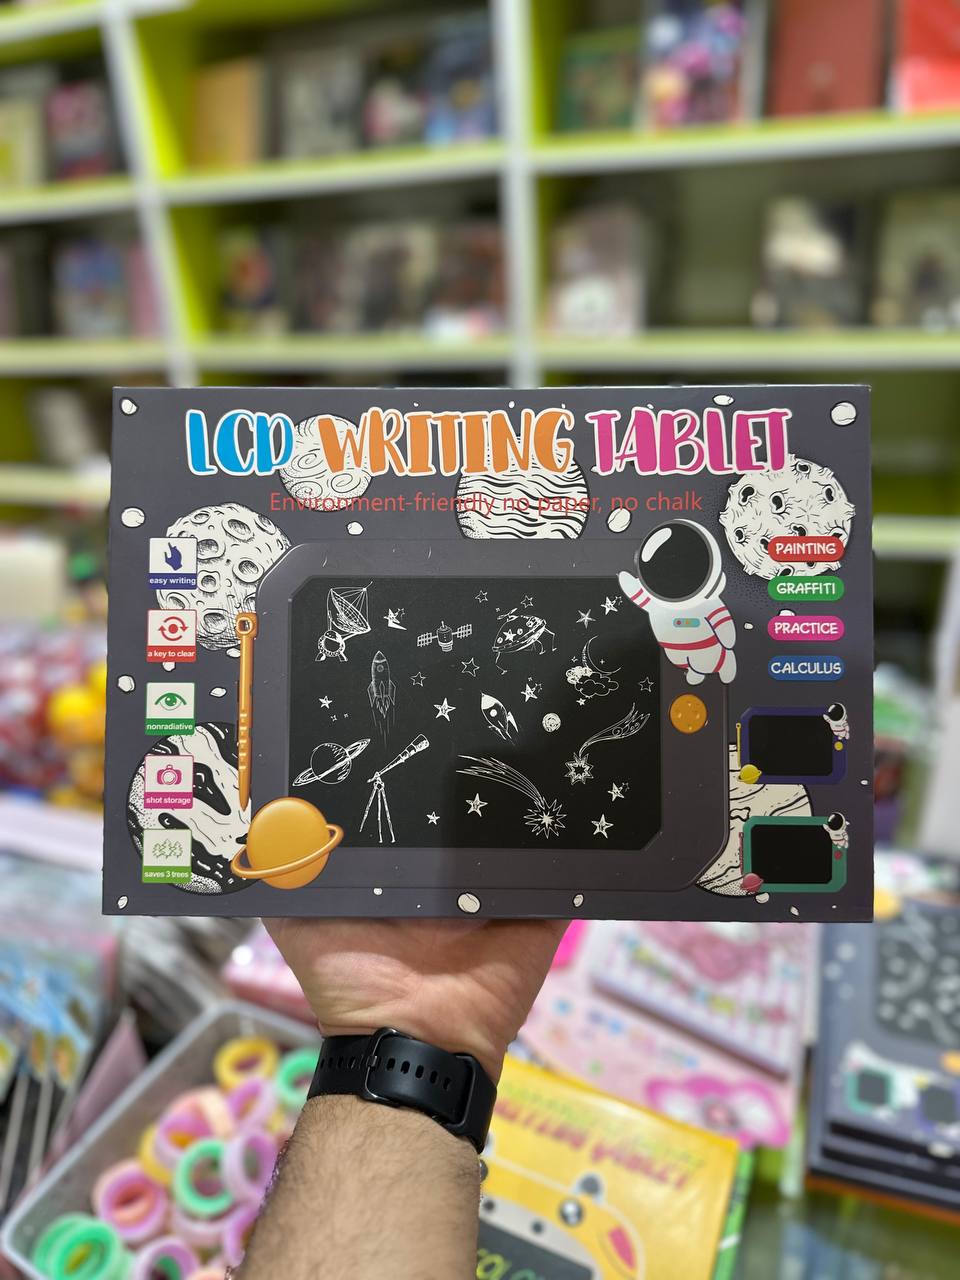 LCD WRITING TABLET
Environment-friendly no paper, no chalk
easy writing
a key to clear
nonradiative
shot storage
saves 3 trees
PAINTING
GRAFFITI
PRACTICE
CALCULUS